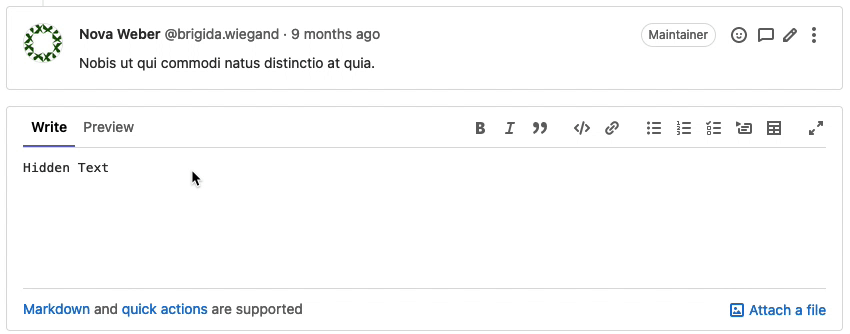 Nova Weber @brigida.wiegand · 9 months ago Maintainer
Nobis ut qui commodi natus distinctio at quia.
Write Preview
Hidden Text
Markdown and quick actions are supported Attach a file